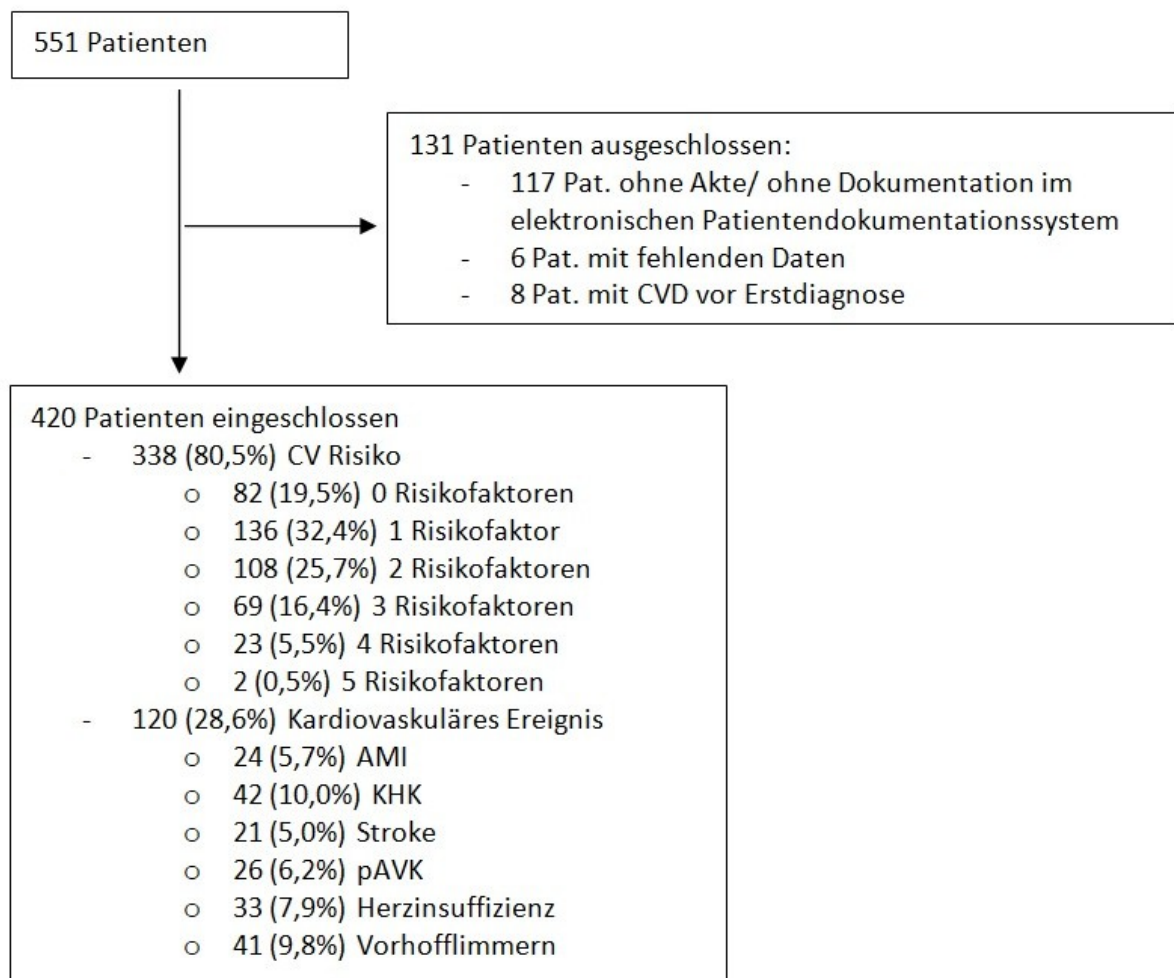 551 Patienten
131 Patienten ausgeschlossen:
- 117 Pat. ohne Akte/ ohne Dokumentation im
elektronischen Patientendokumentationssystem
- 6 Pat. mit fehlenden Daten
- 8 Pat. mit CVD vor Erstdiagnose
420 Patienten eingeschlossen
- 338 (80,5%) CV Risiko
o 82 (19,5%) 0 Risikofaktoren
o 136 (32,4%) 1 Risikofaktor
o 108 (25,7%) 2 Risikofaktoren
o 69 (16,4%) 3 Risikofaktoren
o 23 (5,5%) 4 Risikofaktoren
o 2 (0,5%) 5 Risikofaktoren
- 120 (28,6%) Kardiovaskuläres Ereignis
o 24 (5,7%) AMI
o 42 (10,0%) KHK
o 21 (5,0%) Stroke
o 26 (6,2%) pAVK
o 33 (7,9%) Herzinsuffizienz
o 41 (9,8%) Vorhofflimmern